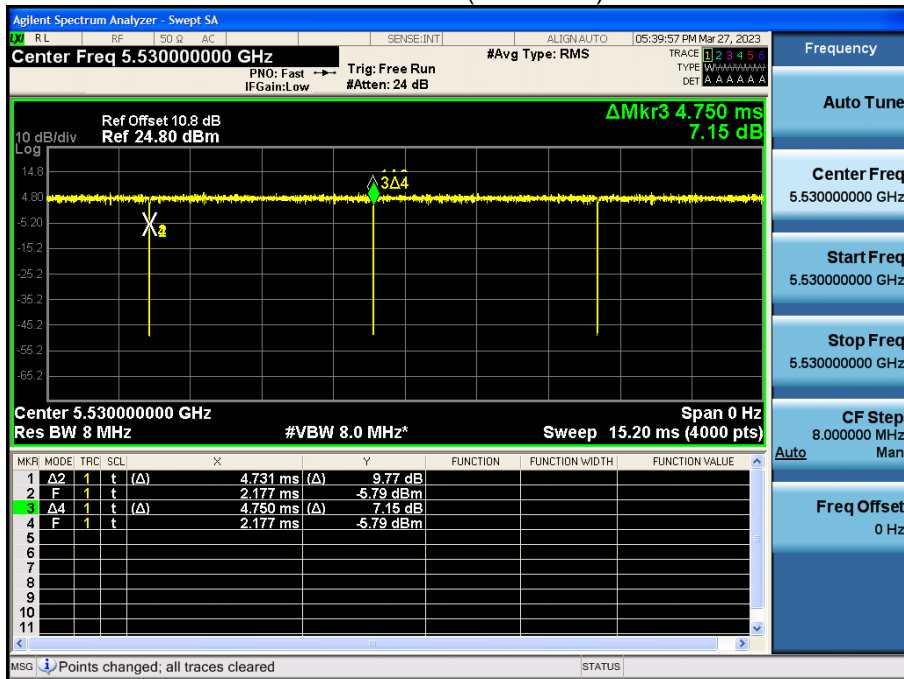 Agilent Spectrum Analyzer - Swept SA
LXI RL RF 50 Ω AC SENSE:INT ALIGN AUTO 05:39:57 PM Mar 27, 2023
Center Freq 5.530000000 GHz #Avg Type: RMS TRACE 1 2 3 4 5 6
PNO: Fast Trig: Free Run TYPE WWWWWW
IFGain:Low #Atten: 24 dB DET A A A A A A
Frequency
Auto Tune
Center Freq
5.530000000 GHz
Start Freq
5.530000000 GHz
Stop Freq
5.530000000 GHz
CF Step
8.000000 MHz
Auto Man
Freq Offset
0 Hz
ΔMkr3 4.750 ms
7.15 dB
Ref Offset 10.8 dB
10 dB/div Ref 24.80 dBm
Log
14.8
3Δ4
4.80
-5.20
-15.2
-25.2
-35.2
-45.2
-55.2
-65.2
Center 5.530000000 GHz Span 0 Hz
Res BW 8 MHz #VBW 8.0 MHz* Sweep 15.20 ms (4000 pts)
MKR MODE TRC SCL X Y FUNCTION FUNCTION WIDTH FUNCTION VALUE
1 Δ2 1 t (Δ) 4.731 ms (Δ) 9.77 dB
2 F 1 t 2.177 ms -5.79 dBm
3 Δ4 1 t (Δ) 4.750 ms (Δ) 7.15 dB
4 F 1 t 2.177 ms -5.79 dBm
5
6
7
8
9
10
11
MSG Points changed; all traces cleared STATUS